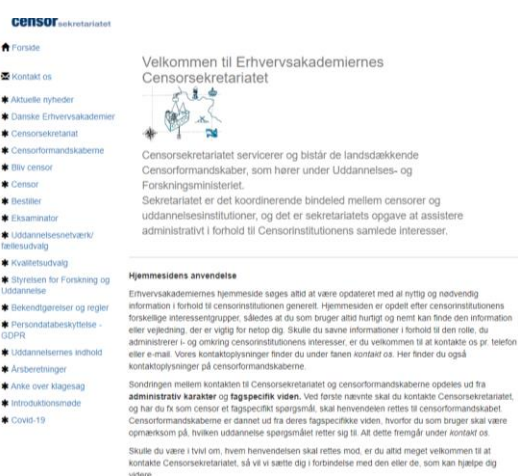 censor sekretariatet
Forside
Kontakt os
Aktuelle nyheder
Danske Erhvervsakademier
Censorsekretariat
Censorformandskaberne
Bliv censor
Censor
Bestiller
Eksaminator
Uddannelsesnetværk/
fællesudvalg
Kvalitetsudvalg
Styrelsen for Forskning og
Uddannelse
Bekendtgørelser og regler
Persondatabeskyttelse -
GDPR
Uddannelsernes indhold
Årsberetninger
Anke over klagesag
Introduktionsmøde
Covid-19
Velkommen til Erhvervsakademiernes
Censorsekretariatet
Censorsekretariatet servicerer og bistår de landsdækkende
Censorformandskaber, som hører under Uddannelses- og
Forskningsministeriet.
Sekretariatet er det koordinerende bindeled mellem censorer og
uddannelsesinstitutioner, og det er sekretariatets opgave at assistere
administrativt i forhold til Censorinstitutionens samlede interesser.
Hjemmesidens anvendelse
Erhvervsakademiernes hjemmeside søges altid at være opdateret med al nyttig og nødvendig
information i forhold til censorinstitutionen generelt. Hjemmesiden er opdelt efter censorinstitutionens
forskellige interessentgrupper, således at du som bruger altid hurtigt og nemt kan finde den information
eller vejledning, der er vigtig for netop dig. Skulle du savne informationer i forhold til den rolle, du
administrerer i- og omkring censorinstitutionens interesser, er du velkommen til at kontakte os pr. telefon
eller e-mail. Vores kontaktoplysninger finder du under fanen kontakt os. Her finder du også
kontaktoplysninger på censorformandskaberne.
Sondringen mellem kontakten til Censorsekretariatet og censorformandskaberne opdeles ud fra
administrativ karakter og fagspecifik viden. Ved første nævnte skal du kontakte Censorsekretariatet,
og har du fx som censor et fagspecifikt spørgsmål, skal henvendelsen rettes til censorformandskabet.
Censorformandskaberne er dannet ud fra deres fagspecifikke viden, hvorfor du som bruger skal være
opmærksom på, hvilken uddannelse spørgsmålet retter sig til. Alt dette fremgår under kontakt os.
Skulle du være i tvivl om, hvem henvendelsen skal rettes mod, er du altid meget velkommen til at
kontakte Censorsekretariatet, så vil vi sætte dig i forbindelse med den eller de, som kan hjælpe dig
videre.